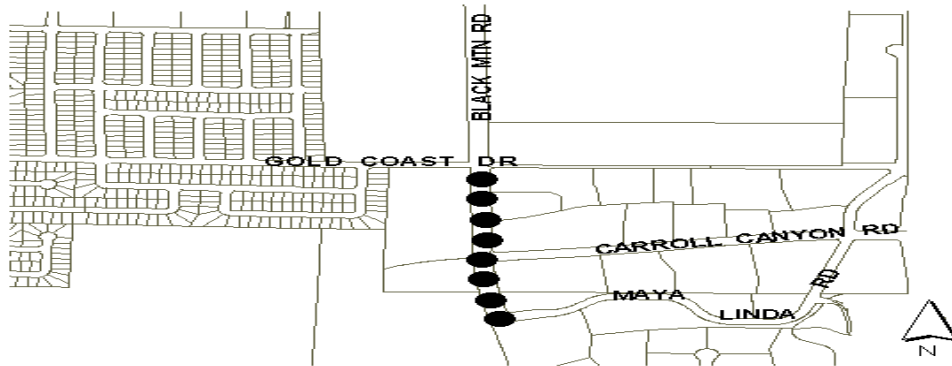 BLACK MTN RD
GOLD COAST DR
CARROLL CANYON RD
MAYA LINDA RD
N